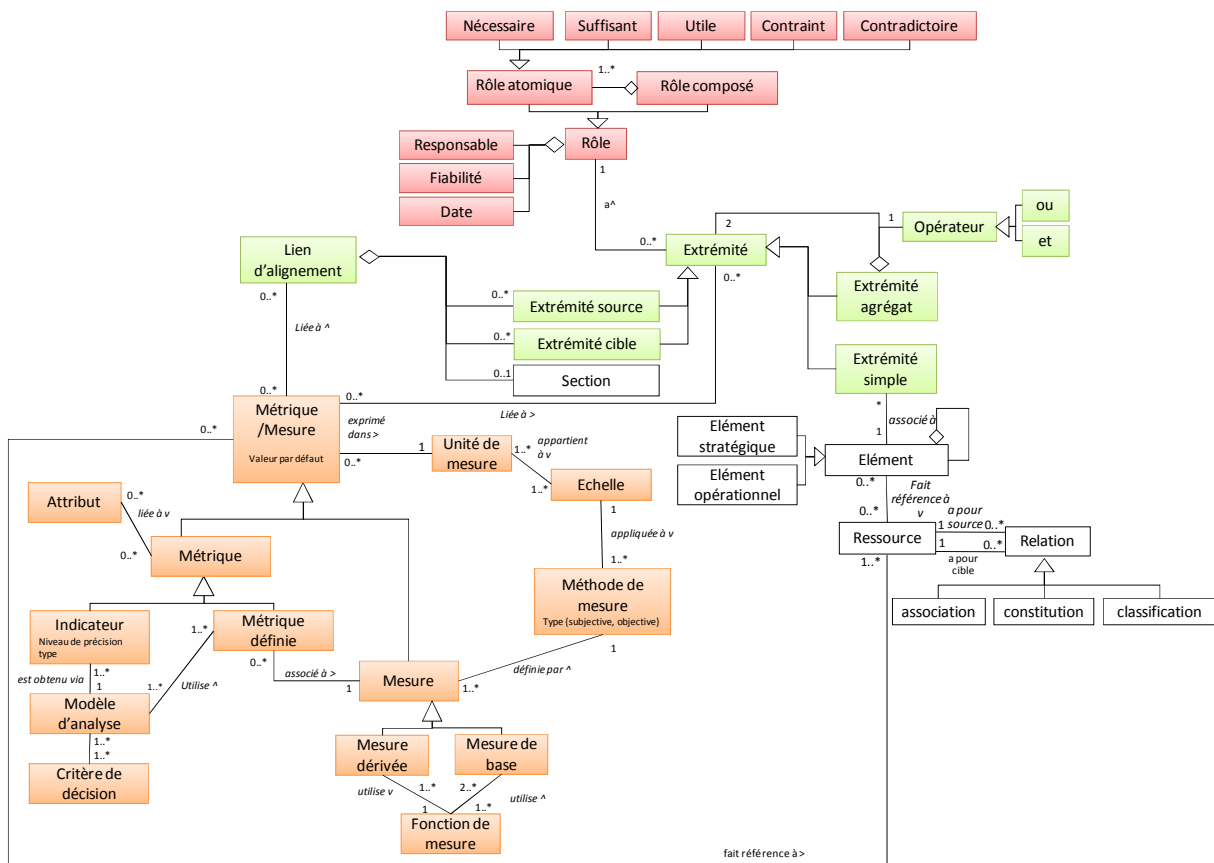 Nécessaire
Suffisant
Utile
Contraint
Contradictoire
1..*
Rôle atomique
Rôle composé
Responsable
Rôle
Fiabilité
1
Date
a^
ou
2
1
Opérateur
et
Lien
d'alignement
0..*
Extrémité
0..*
0..*
Extrémité
agrégat
0..*
Extrémité source
Liée à ^
0..*
Extrémité cible
0..1
Section
Extrémité
simple
0..*
0..*
Liée à >
*
associé à
1
Métrique
/Mesure
Valeur par défaut
exprimé
dans >
0..*
0..*
1
Unité de
mesure
1..*
appartient
à v
1..*
Echelle
1
Elément
stratégique
Elément
opérationnel
Elément
0..*
Fait
référence à
v
0..*
Attribut
0..*
liée à v
0..*
Métrique
appliquée à v
1..*
Ressource
1
a pour
source
0..*
1
0..*
a pour
cible
Relation
1..*
Méthode de
mesure
Type {subjective, objective}
1
association
constitution
classification
Indicateur
Niveau de précision
type
1..*
Métrique
définie
0..*
associé à >
1
Mesure
1..*
définie par ^
est obtenu via
1..*
1
1..*
Utilise ^
Modèle
d'analyse
1..*
1..*
Critère de
décision
Mesure
dérivée
Mesure de
base
utilise v
1..*
2..*
utilise ^
1
1..*
Fonction de
mesure
fait référence à >